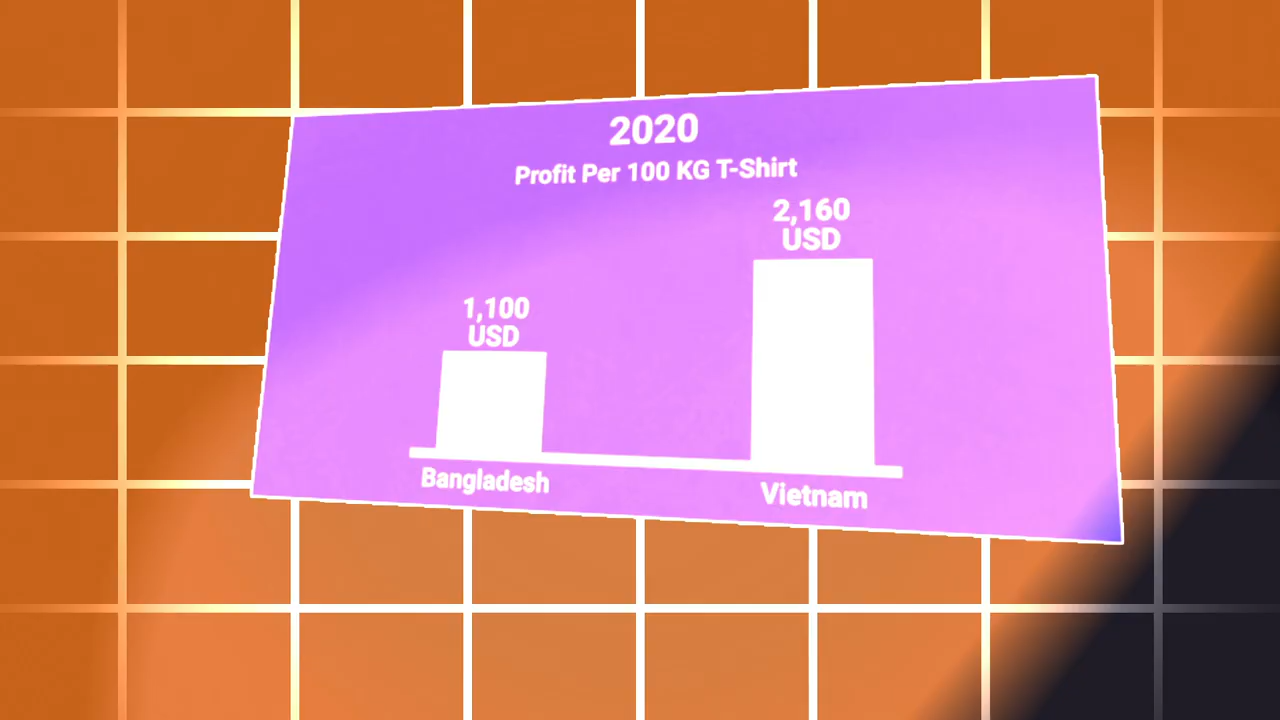 2020
Profit Per 100 KG T-Shirt
2,160
USD
1,100
USD
Bangladesh
Vietnam